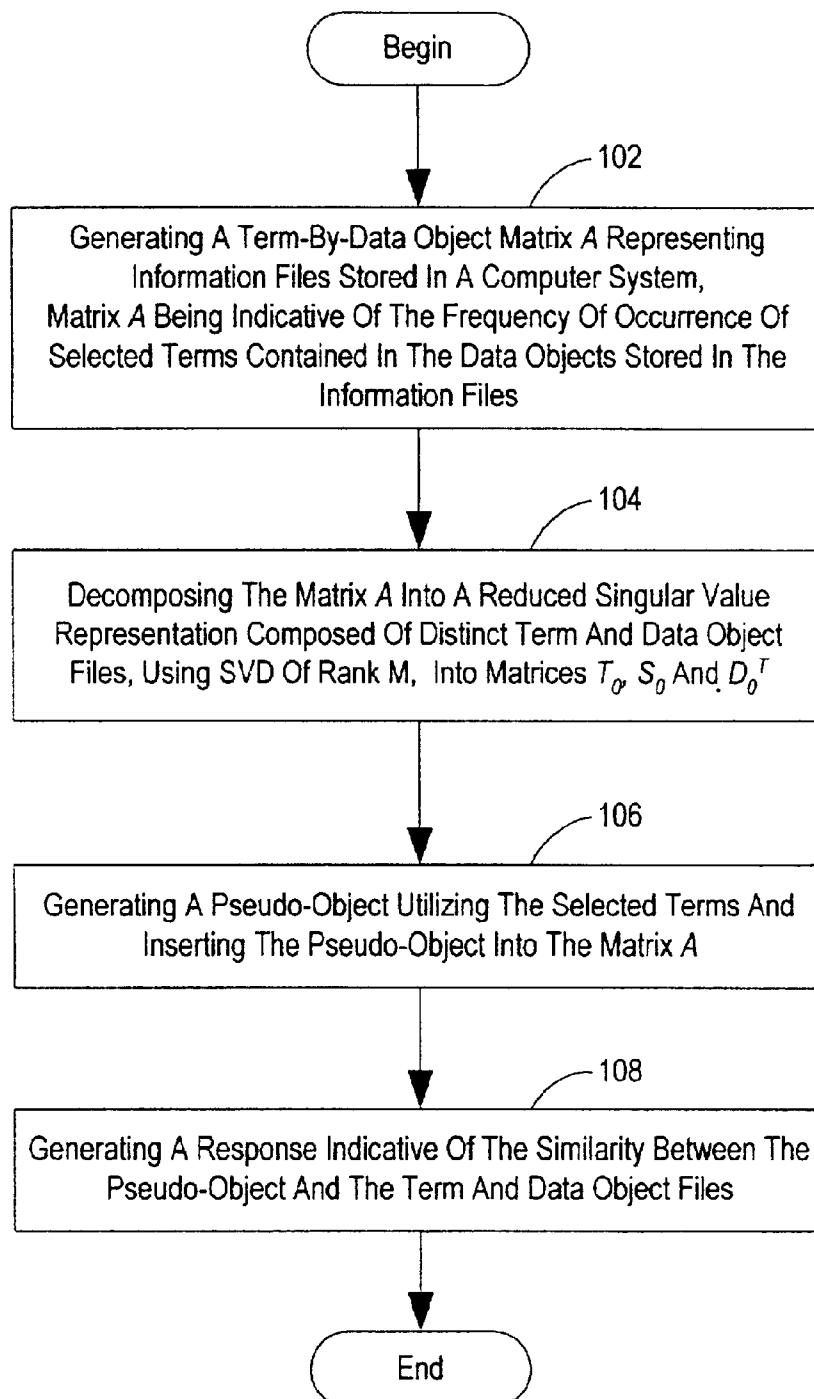 Begin
102
Generating A Term-By-Data Object Matrix A Representing
Information Files Stored In A Computer System,
Matrix A Being Indicative Of The Frequency Of Occurrence Of
Selected Terms Contained In The Data Objects Stored In The
Information Files
104
Decomposing The Matrix A Into A Reduced Singular Value
Representation Composed Of Distinct Term And Data Object
Files, Using SVD Of Rank M, Into Matrices T₀, S₀ And D₀ᵀ
106
Generating A Pseudo-Object Utilizing The Selected Terms And
Inserting The Pseudo-Object Into The Matrix A
108
Generating A Response Indicative Of The Similarity Between The
Pseudo-Object And The Term And Data Object Files
End